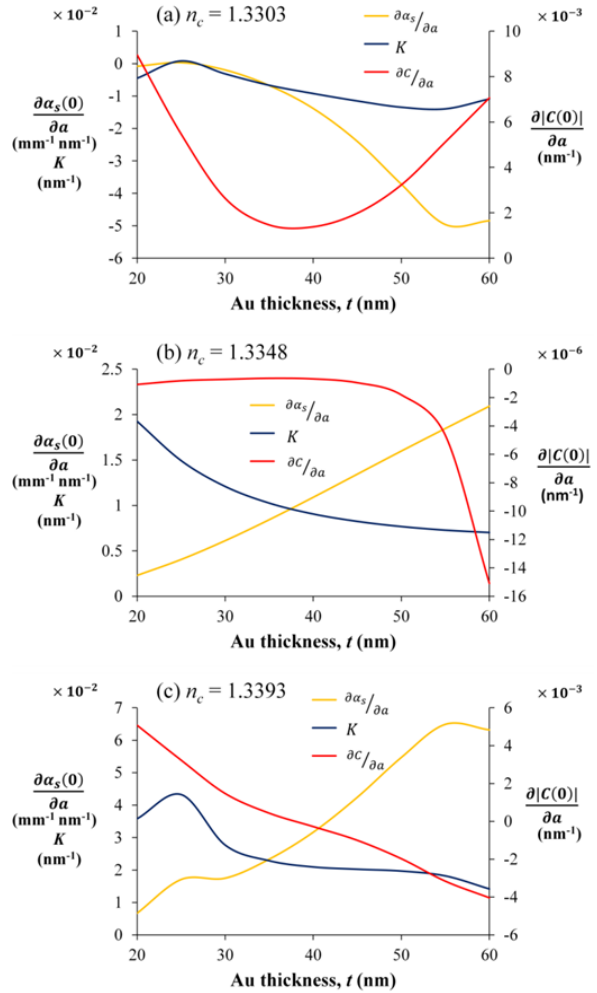 × 10⁻²
(a) n_c = 1.3303
× 10⁻³
∂α_s/∂a
K
∂C/∂a
1
0
-1
-2
-3
-4
-5
-6
10
8
6
4
2
0
∂α_s(0)
∂a
(mm⁻¹ nm⁻¹)
K
(nm⁻¹)
∂|C(0)|
∂a
(nm⁻¹)
20 30 40 50 60
Au thickness, t (nm)
× 10⁻²
(b) n_c = 1.3348
× 10⁻⁶
∂α_s/∂a
K
∂C/∂a
2.5
2
1.5
1
0.5
0
0
-2
-4
-6
-8
-10
-12
-14
-16
∂α_s(0)
∂a
(mm⁻¹ nm⁻¹)
K
(nm⁻¹)
∂|C(0)|
∂a
(nm⁻¹)
20 30 40 50 60
Au thickness, t (nm)
× 10⁻²
(c) n_c = 1.3393
× 10⁻³
∂α_s/∂a
K
∂C/∂a
7
6
5
4
3
2
1
0
6
4
2
0
-2
-4
-6
∂α_s(0)
∂a
(mm⁻¹ nm⁻¹)
K
(nm⁻¹)
∂|C(0)|
∂a
(nm⁻¹)
20 30 40 50 60
Au thickness, t (nm)